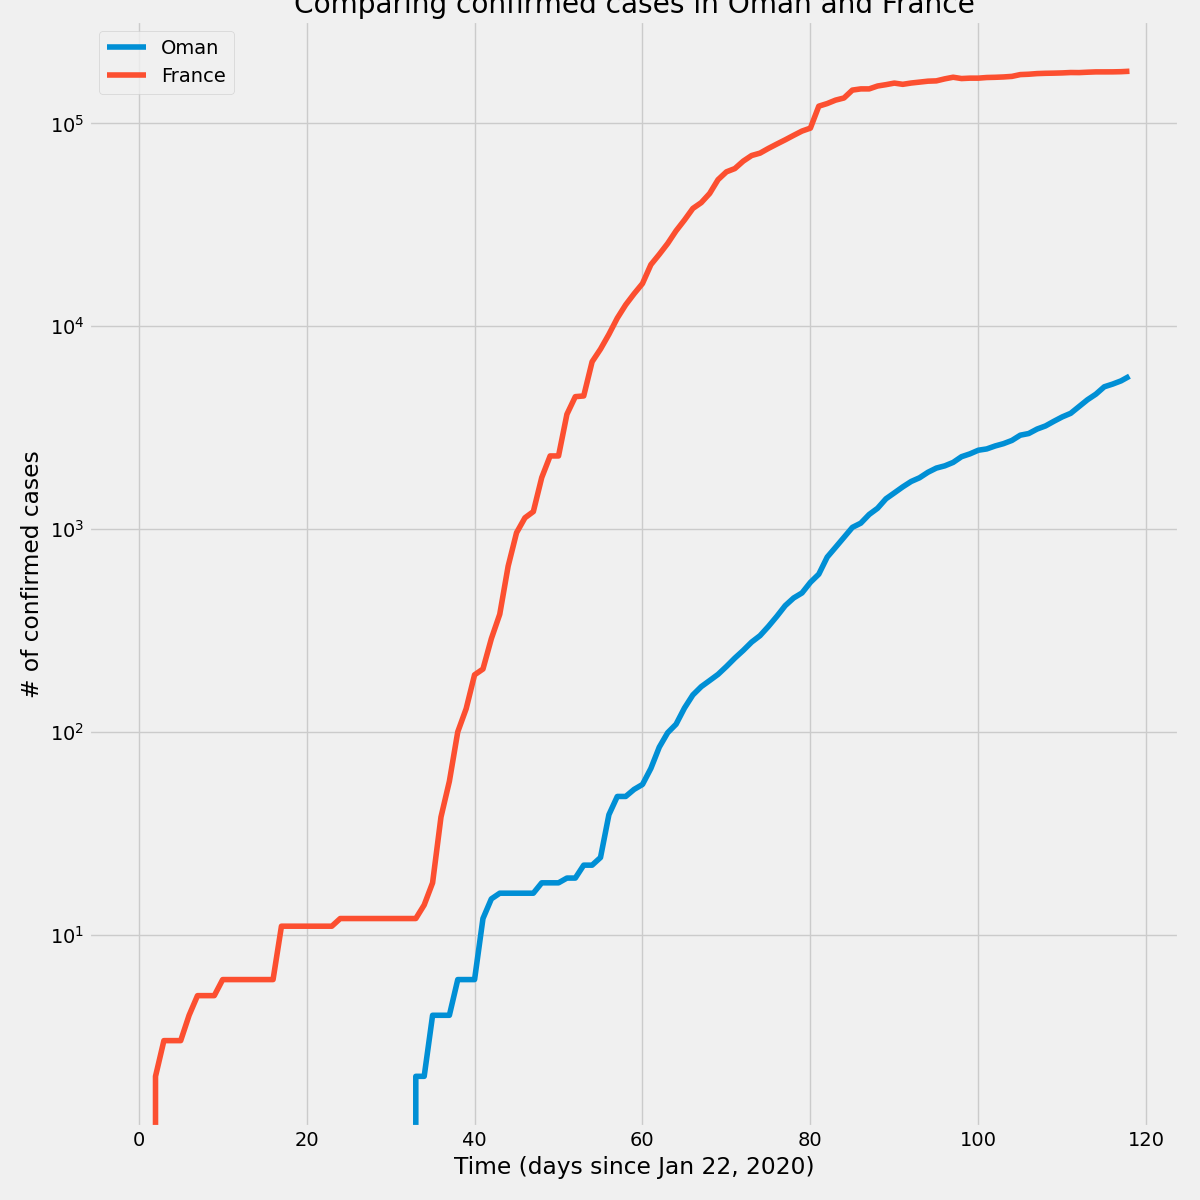 Comparing confirmed cases in Oman and France
Oman
France
10^5
10^4
10^3
10^2
10^1
# of confirmed cases
0 20 40 60 80 100 120
Time (days since Jan 22, 2020)